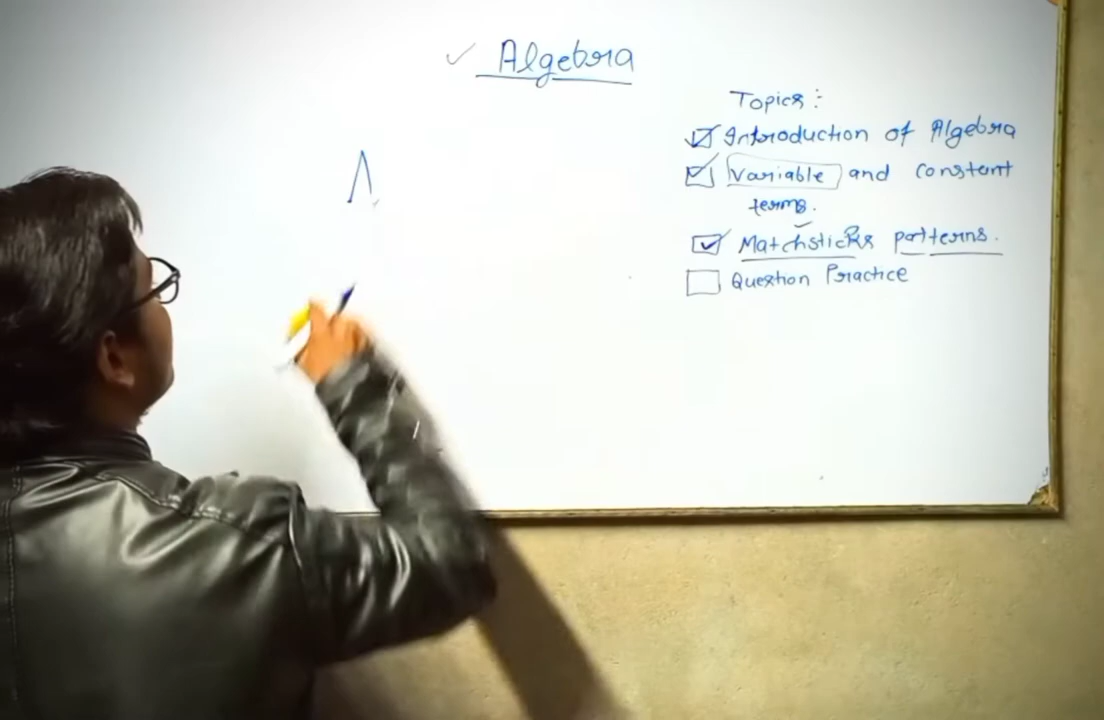 Algebra
Topics :
Introduction of Algebra
Variable and constant
terms.
Matchsticks patterns.
Question Practice